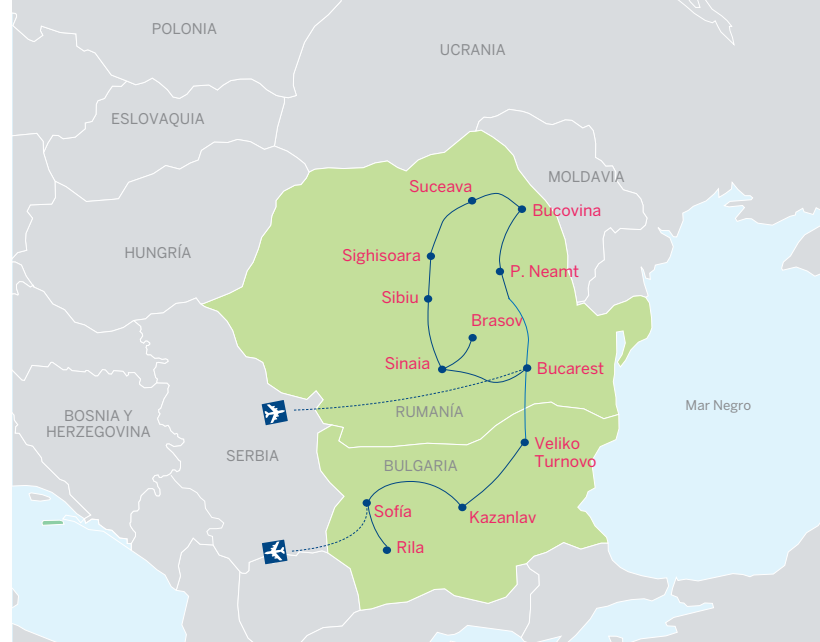 POLONIA
UCRANIA
ESLOVAQUIA
MOLDAVIA
Suceava
Bucovina
HUNGRÍA
Sighisoara
P. Neamt
Sibiu
Brasov
Sinaia
Bucarest
Mar Negro
RUMANÍA
BOSNIA Y
HERZEGOVINA
SERBIA
Veliko
Turnovo
BULGARIA
Sofía
Kazanlav
Rila